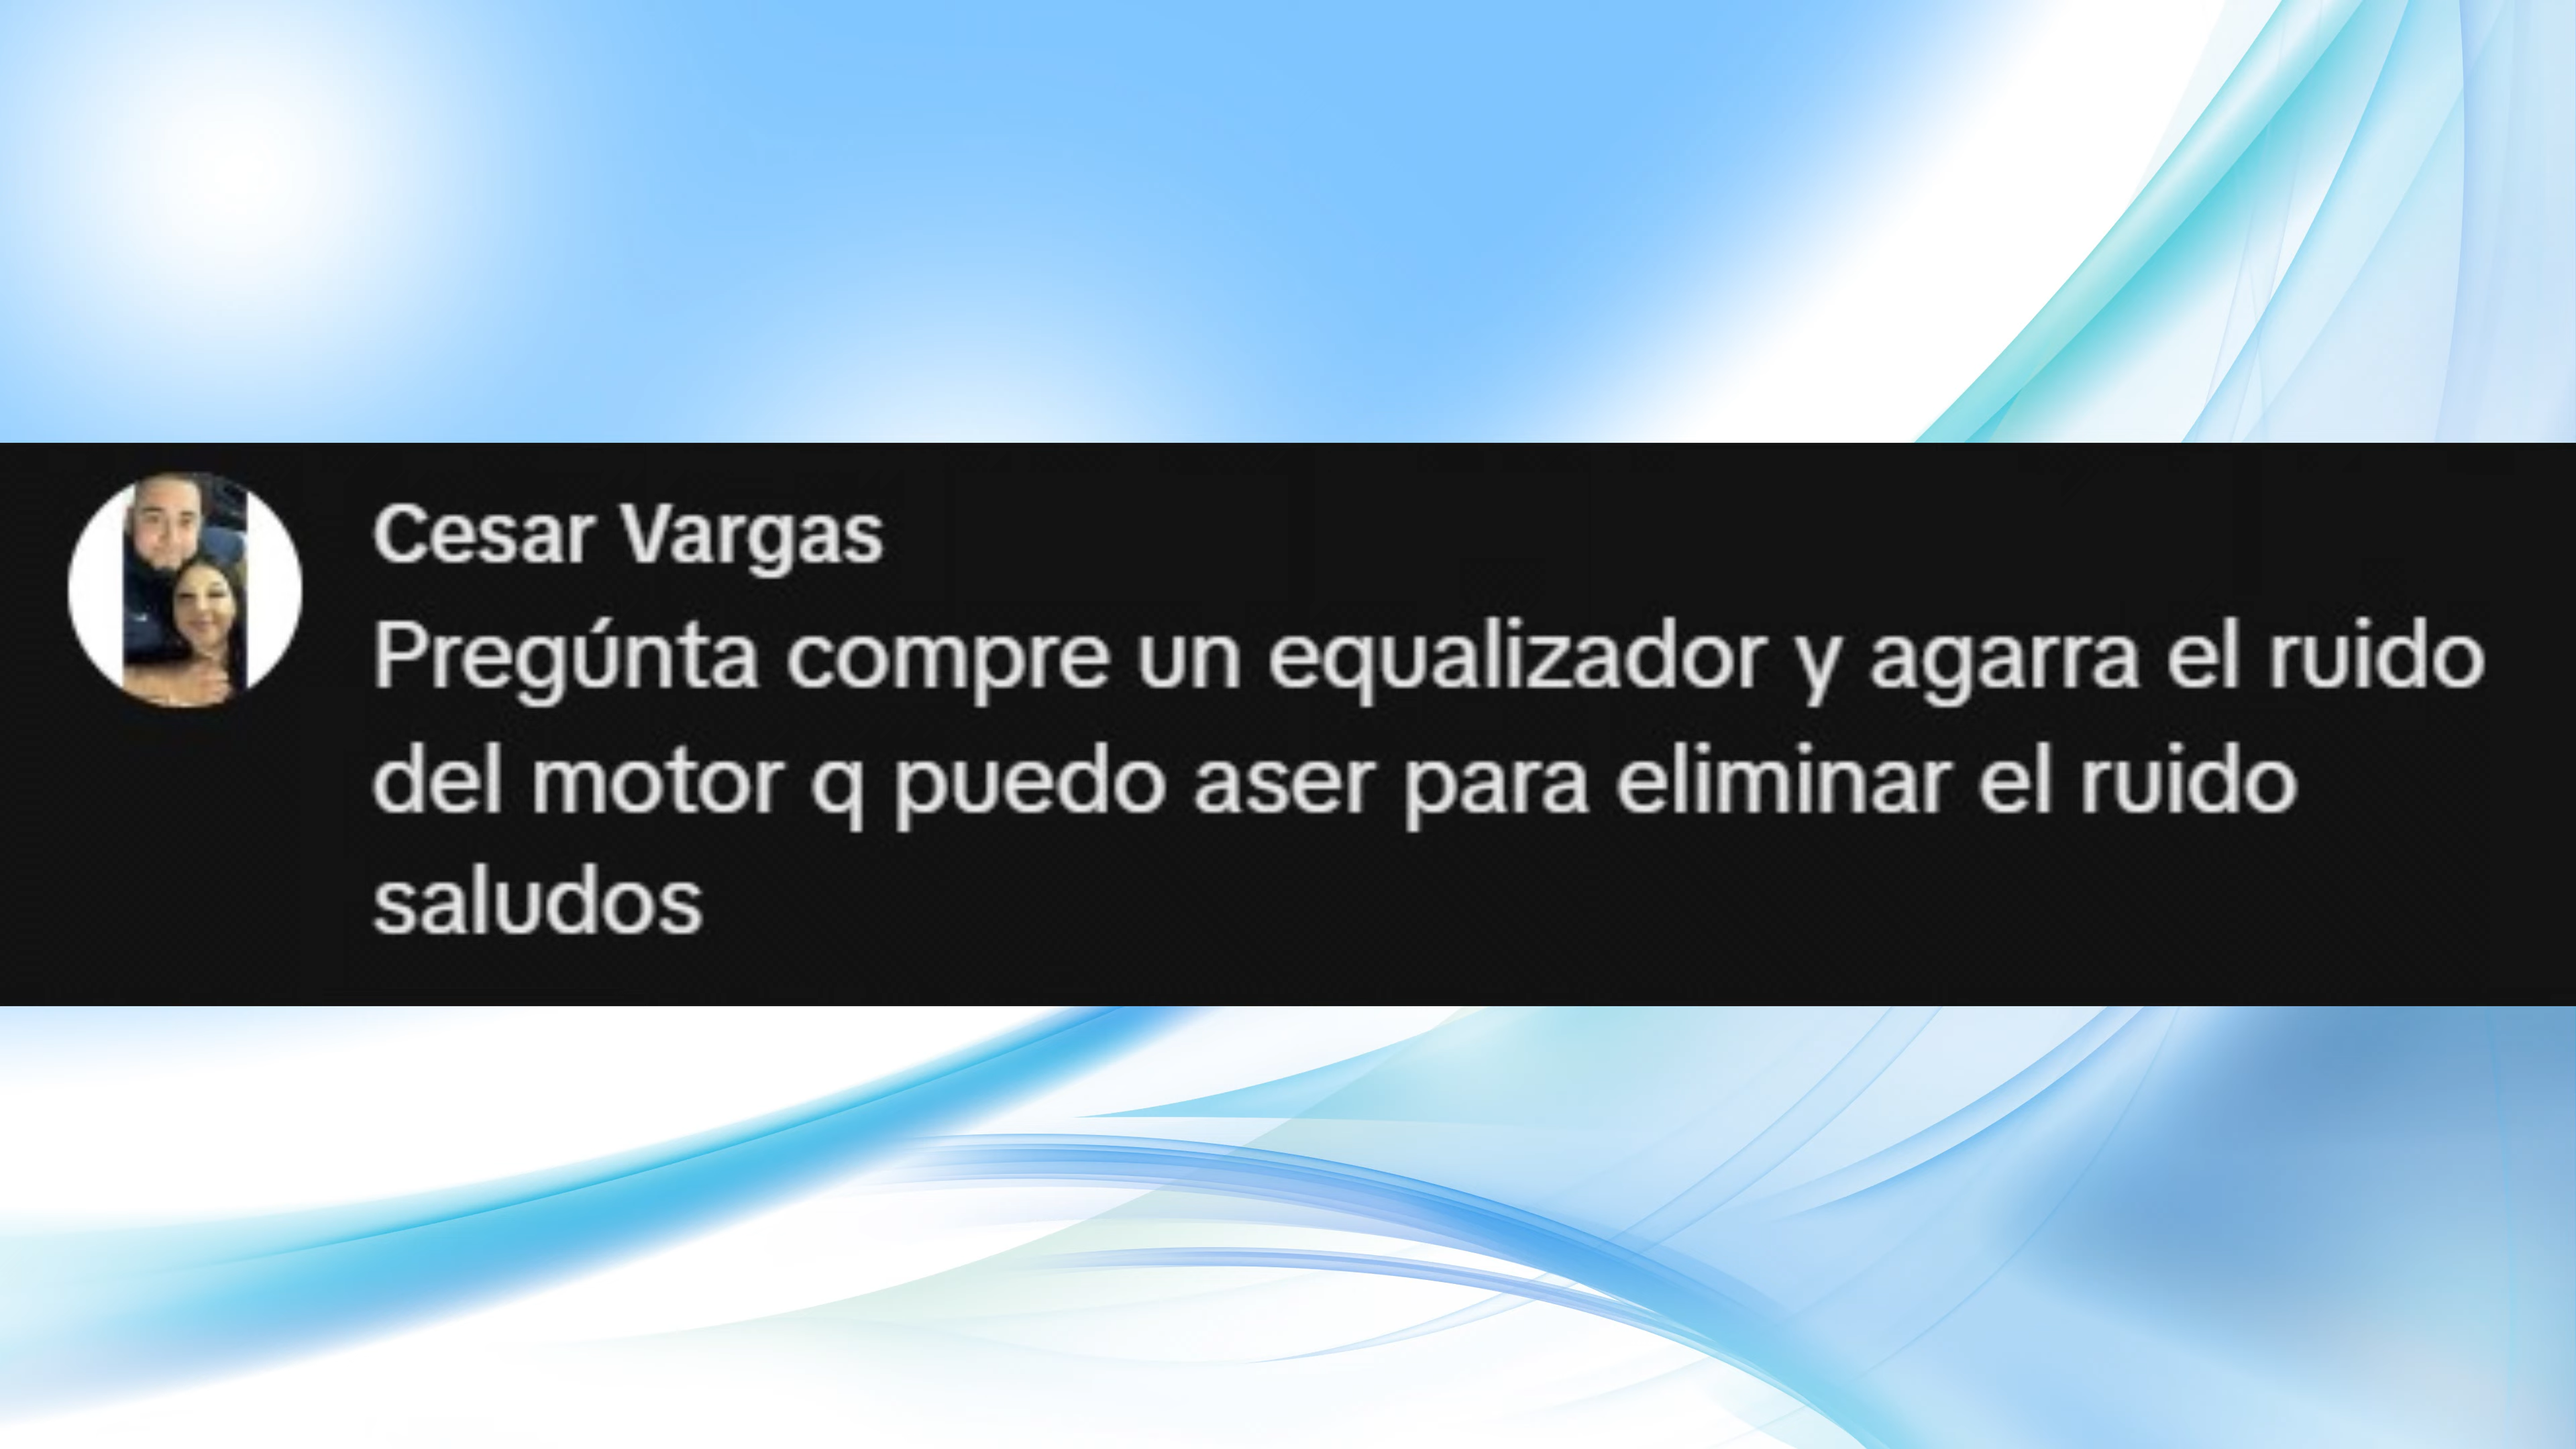 Cesar Vargas
Pregúnta compre un equalizador y agarra el ruido
del motor q puedo aser para eliminar el ruido
saludos